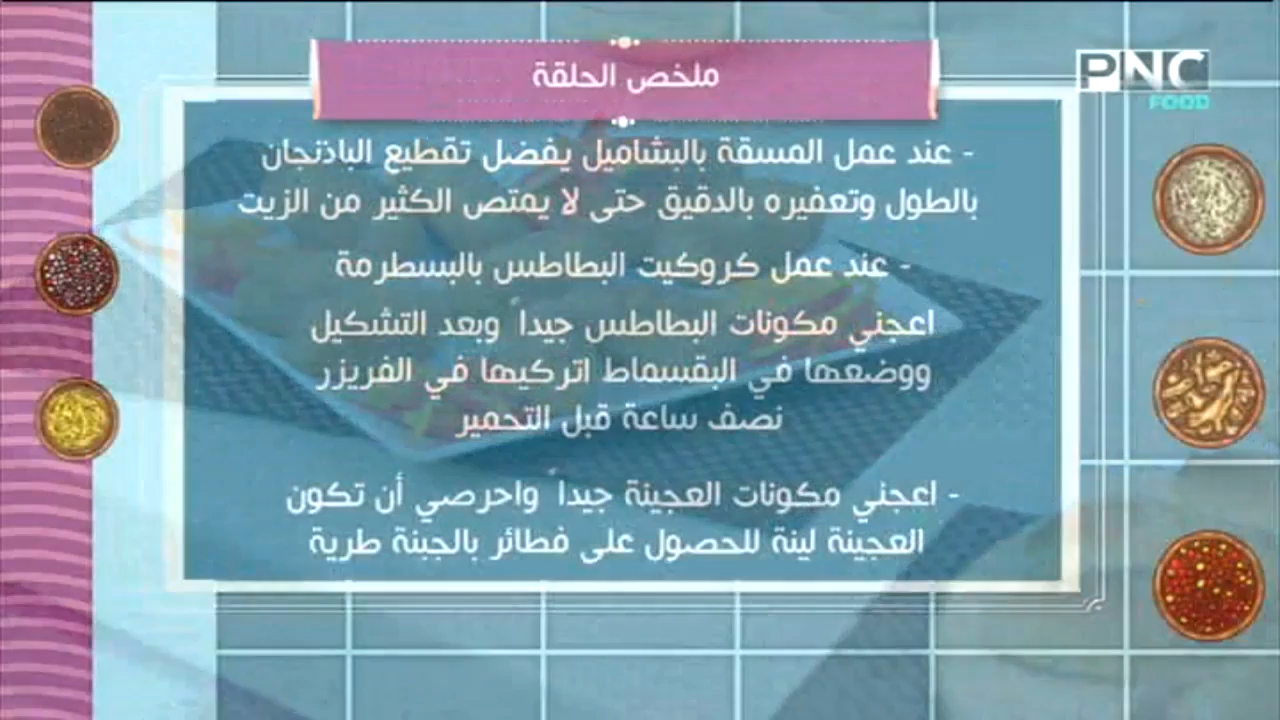 ملخص الحلقة
PNC
FOOD
- عند عمل المسقة بالبشاميل يفضل تقطيع الباذنجان
بالطول وتعفيره بالدقيق حتى لا يمتص الكثير من الزيت
- عند عمل كروكيت البطاطس بالبسطرمة
اعجني مكونات البطاطس جيداً وبعد التشكيل
ووضعها في البقسماط اتركيها في الفريزر
نصف ساعة قبل التحمير
- اعجني مكونات العجينة جيداً واحرصي أن تكون
العجينة لينة للحصول على فطائر بالجبنة طرية